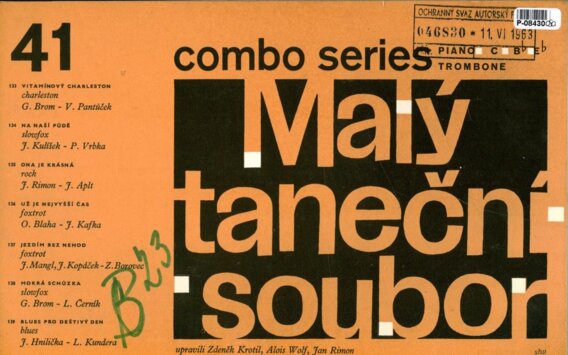 41
combo series
OCHRANNÝ SVAZ AUTORSKÝ
046830 • 11. VI 1963
P-08430
PIANO C B E b
TROMBONE
Malý
taneční
soubor
133 VITAMÍNOVÝ CHARLESTON
charleston
G. Brom - V. Pantůček
134 NA NAŠÍ PŮDĚ
slowfox
J. Kulíšek - P. Vrbka
135 ONA JE KRÁSNÁ
rock
J. Rimon - J. Aplt
136 UŽ JE NEJVYŠŠÍ ČAS
foxtrot
O. Blaha - J. Kafka
137 JEZDÍM BEZ NEHOD
foxtrot
J. Mangl, J. Kopáček - Z. Borovec
138 MOKRÁ SCHŮZKA
slowfox
G. Brom - L. Černík
139 BLUES PRO DEŠTIVÝ DEN
blues
J. Hnilička - L. Kundera
B23
upravili Zdeněk Krotil, Alois Wolf, Jan Rimon
shv